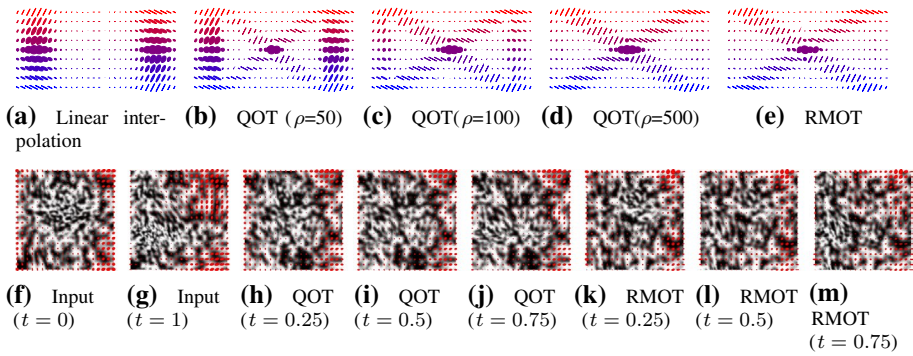 (a) Linear inter-
polation
(b) QOT (ρ=50)
(c) QOT(ρ=100)
(d) QOT(ρ=500)
(e) RMOT
(f) Input
(t = 0)
(g) Input
(t = 1)
(h) QOT
(t = 0.25)
(i) QOT
(t = 0.5)
(j) QOT
(t = 0.75)
(k) RMOT
(t = 0.25)
(l) RMOT
(t = 0.5)
(m)
RMOT
(t = 0.75)